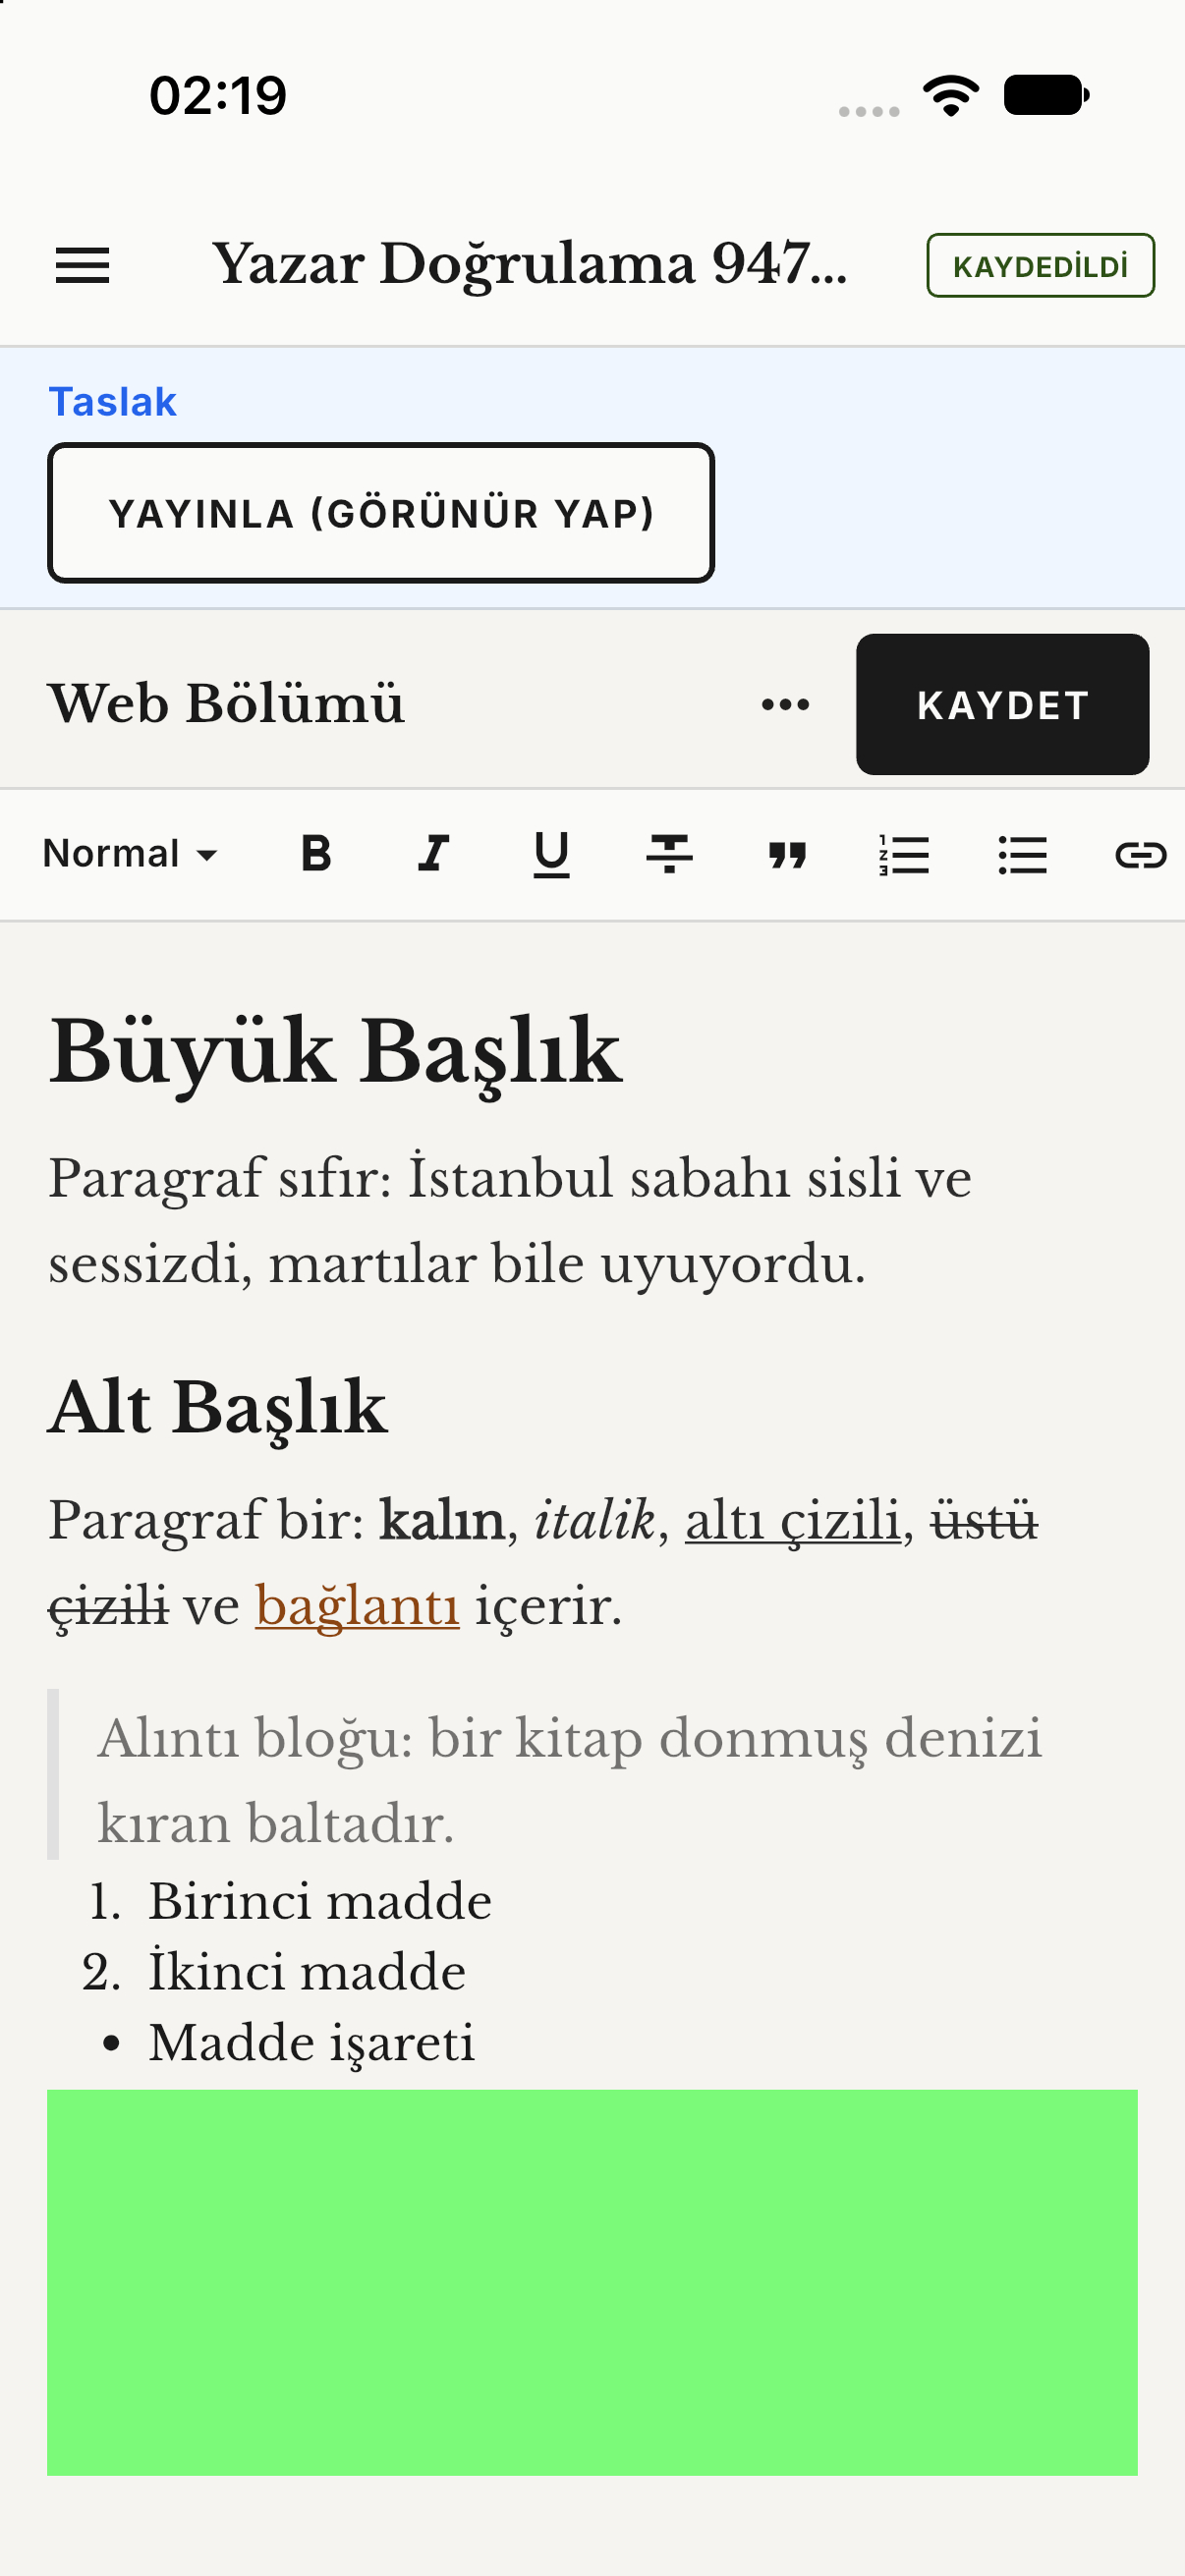 02:19
Yazar Doğrulama 947...
KAYDEDİLDİ
Taslak
YAYINLA (GÖRÜNÜR YAP)
Web Bölümü
KAYDET
Normal
Büyük Başlık
Paragraf sıfır: İstanbul sabahı sisli ve
sessizdi, martılar bile uyuyordu.
Alt Başlık
Paragraf bir: kalın, italik, altı çizili, üstü
çizili ve bağlantı içerir.
Alıntı bloğu: bir kitap donmuş denizi
kıran baltadır.
1. Birinci madde
2. İkinci madde
• Madde işareti